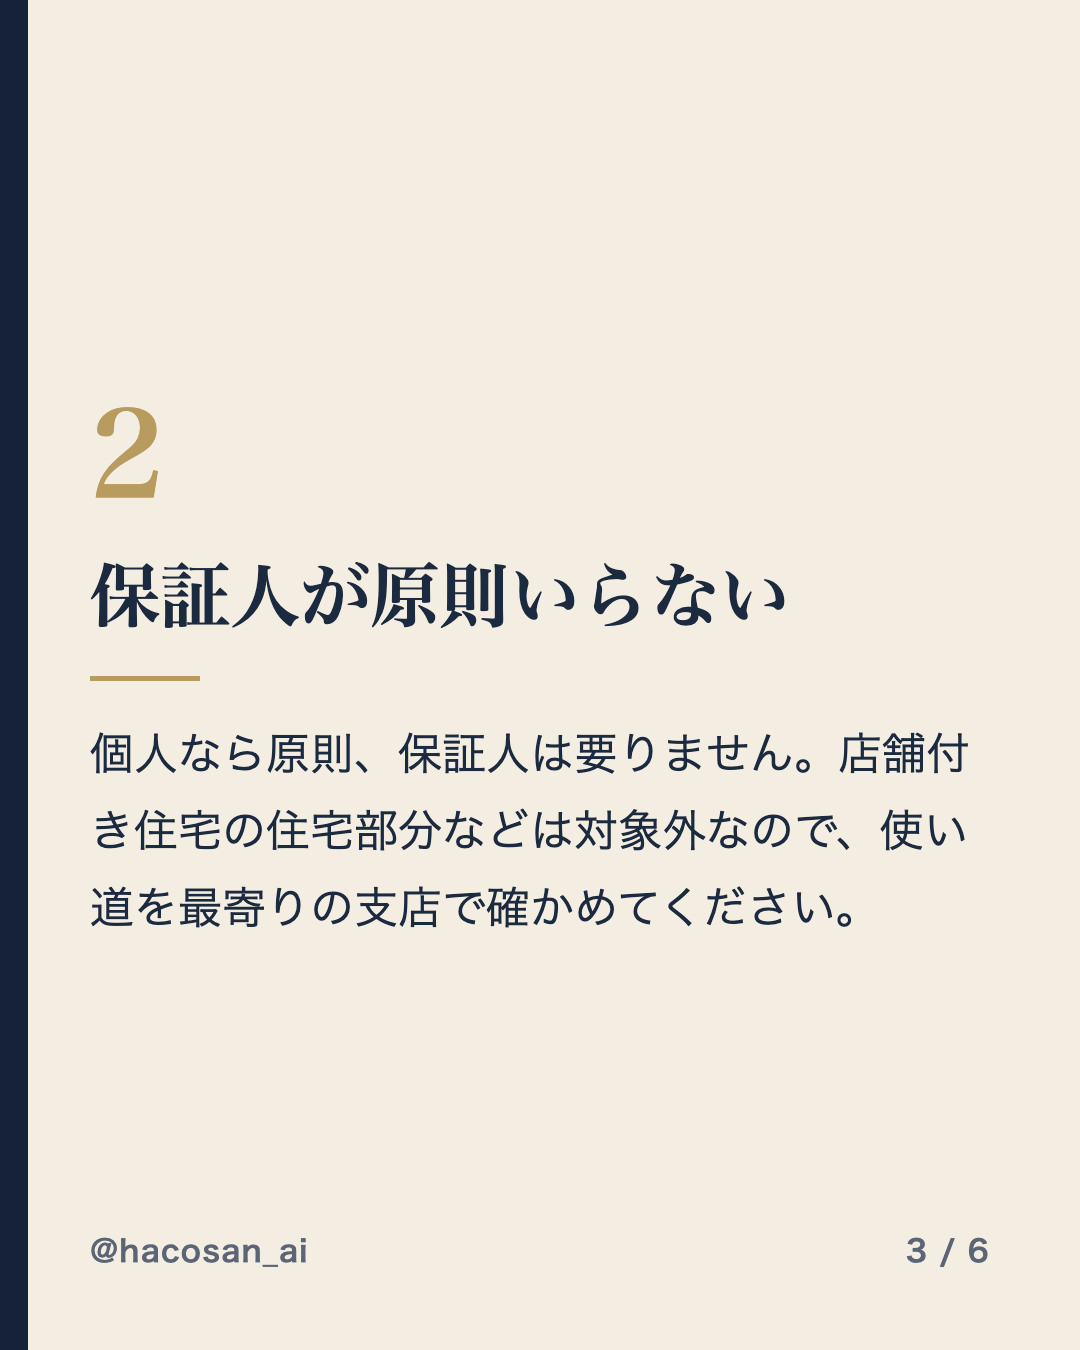 2
保証人が原則いらない
個人なら原則、保証人は要りません。店舗付
き住宅の住宅部分などは対象外なので、使い
道を最寄りの支店で確かめてください。
@hacosan_ai
3 / 6